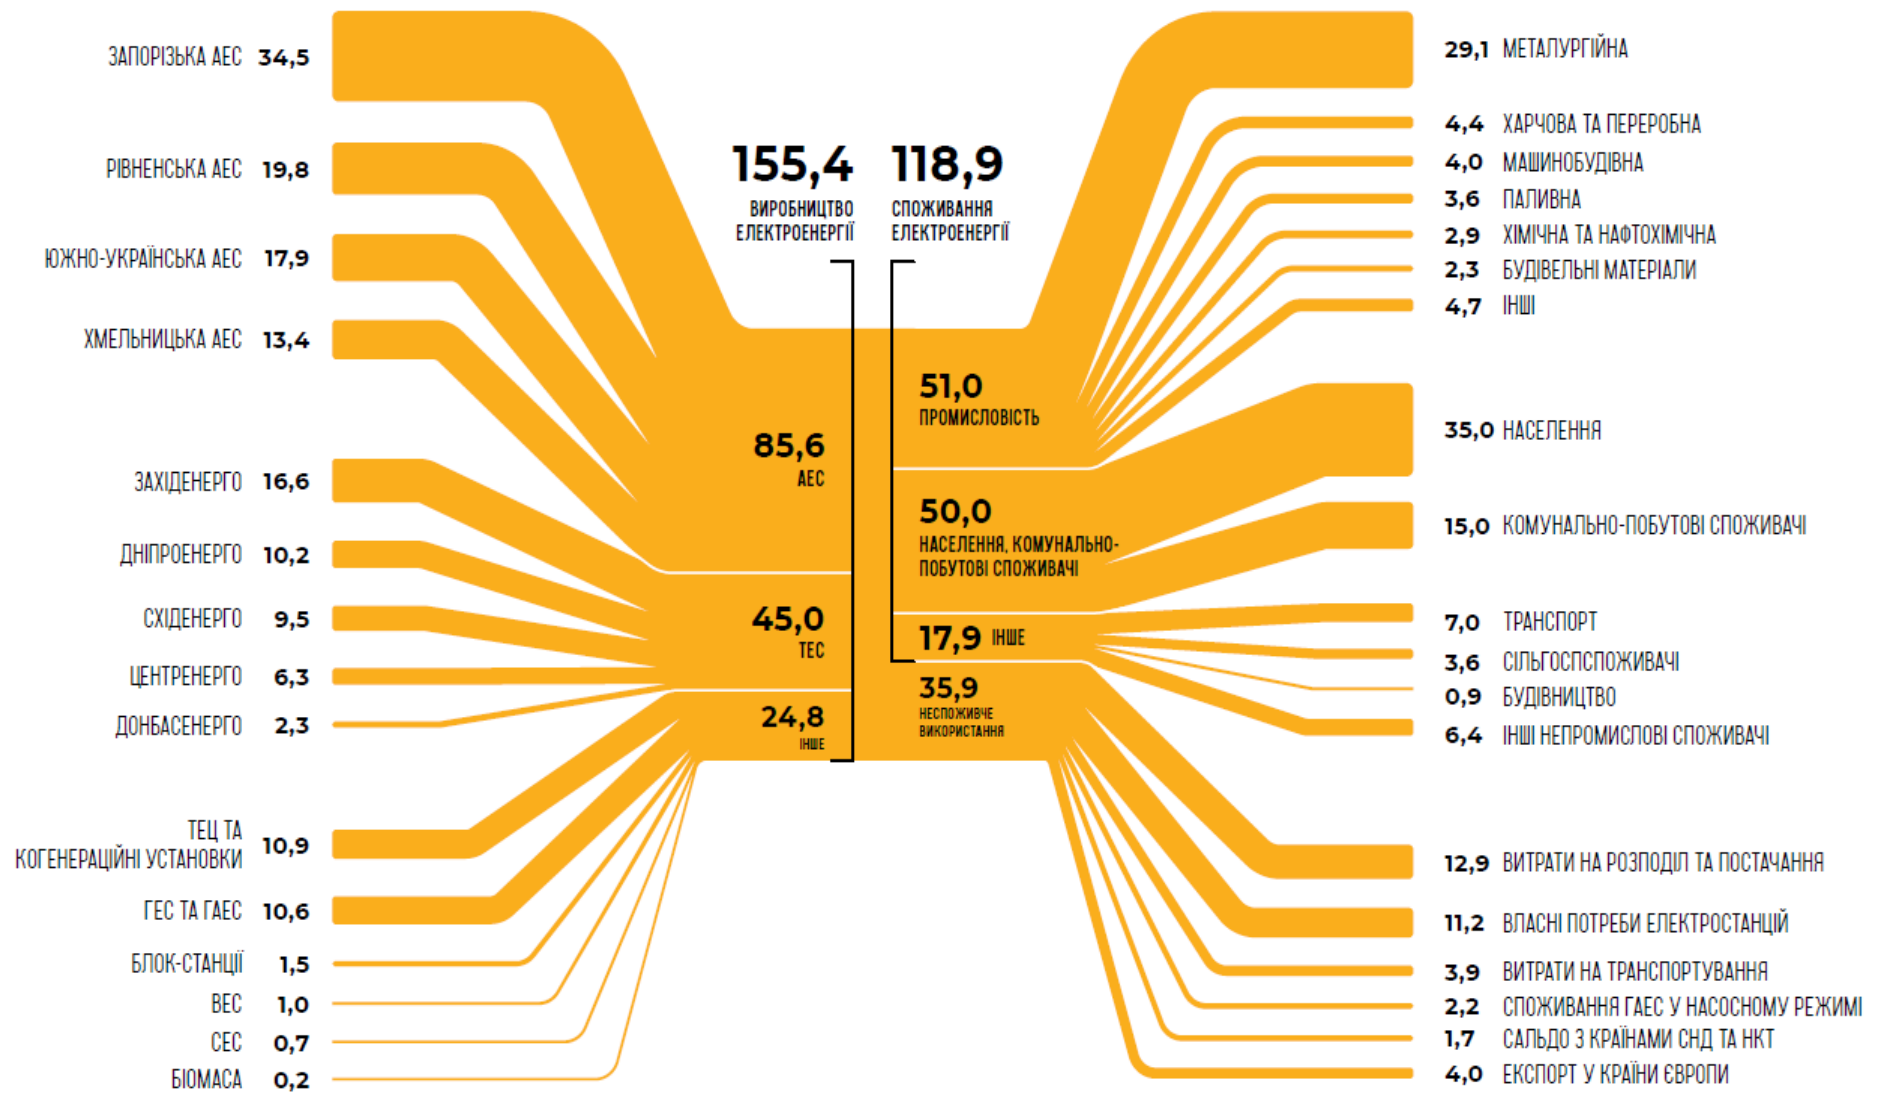 ЗАПОРІЗЬКА АЕС 34,5
РІВНЕНСЬКА АЕС 19,8
ЮЖНО-УКРАЇНСЬКА АЕС 17,9
ХМЕЛЬНИЦЬКА АЕС 13,4
ЗАХІДЕНЕРГО 16,6
ДНІПРОЕНЕРГО 10,2
СХІДЕНЕРГО 9,5
ЦЕНТРЕНЕРГО 6,3
ДОНБАСЕНЕРГО 2,3
ТЕЦ ТА
КОГЕНЕРАЦІЙНІ УСТАНОВКИ 10,9
ГЕС ТА ГАЕС 10,6
БЛОК-СТАНЦІЇ 1,5
ВЕС 1,0
СЕС 0,7
БІОМАСА 0,2
155,4
ВИРОБНИЦТВО
ЕЛЕКТРОЕНЕРГІЇ
85,6
АЕС
45,0
ТЕС
24,8
ІНШЕ
118,9
СПОЖИВАННЯ
ЕЛЕКТРОЕНЕРГІЇ
51,0
ПРОМИСЛОВІСТЬ
50,0
НАСЕЛЕННЯ, КОМУНАЛЬНО-
ПОБУТОВІ СПОЖИВАЧІ
17,9 ІНШЕ
35,9
НЕСПОЖИВЧЕ
ВИКОРИСТАННЯ
29,1 МЕТАЛУРГІЙНА
4,4 ХАРЧОВА ТА ПЕРЕРОБНА
4,0 МАШИНОБУДІВНА
3,6 ПАЛИВНА
2,9 ХІМІЧНА ТА НАФТОХІМІЧНА
2,3 БУДІВЕЛЬНІ МАТЕРІАЛИ
4,7 ІНШІ
35,0 НАСЕЛЕННЯ
15,0 КОМУНАЛЬНО-ПОБУТОВІ СПОЖИВАЧІ
7,0 ТРАНСПОРТ
3,6 СІЛЬГОСПСПОЖИВАЧІ
0,9 БУДІВНИЦТВО
6,4 ІНШІ НЕПРОМИСЛОВІ СПОЖИВАЧІ
12,9 ВИТРАТИ НА РОЗПОДІЛ ТА ПОСТАЧАННЯ
11,2 ВЛАСНІ ПОТРЕБИ ЕЛЕКТРОСТАНЦІЙ
3,9 ВИТРАТИ НА ТРАНСПОРТУВАННЯ
2,2 СПОЖИВАННЯ ГАЕС У НАСОСНОМУ РЕЖИМІ
1,7 САЛЬДО З КРАЇНАМИ СНД ТА НКТ
4,0 ЕКСПОРТ У КРАЇНИ ЄВРОПИ